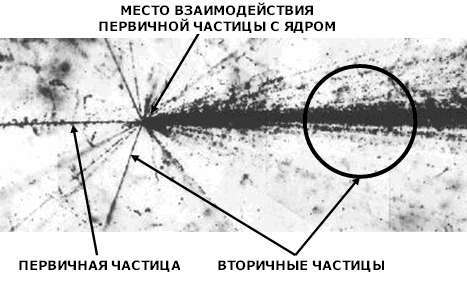 МЕСТО ВЗАИМОДЕЙСТВИЯ
ПЕРВИЧНОЙ ЧАСТИЦЫ С ЯДРОМ
ПЕРВИЧНАЯ ЧАСТИЦА
ВТОРИЧНЫЕ ЧАСТИЦЫ